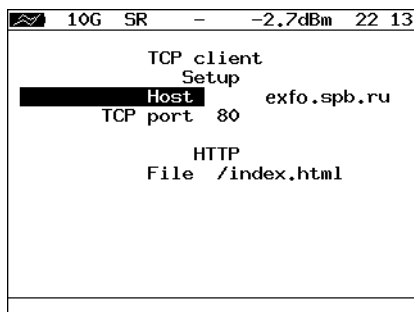 10G SR - -2.7dBm 22 13
TCP client
Setup
Host exfo.spb.ru
TCP port 80
HTTP
File /index.html